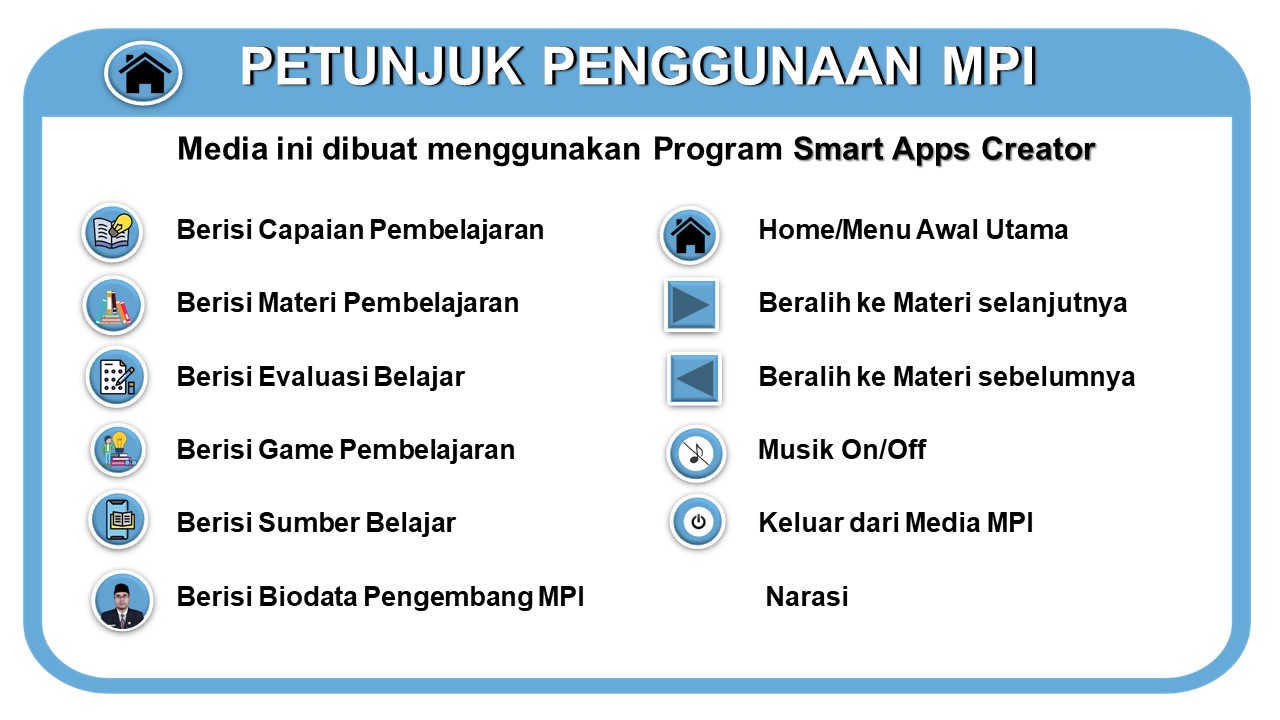 PETUNJUK PENGGUNAAN MPI
Media ini dibuat menggunakan Program Smart Apps Creator
Berisi Capaian Pembelajaran
Berisi Materi Pembelajaran
Berisi Evaluasi Belajar
Berisi Game Pembelajaran
Berisi Sumber Belajar
Berisi Biodata Pengembang MPI
Home/Menu Awal Utama
Beralih ke Materi selanjutnya
Beralih ke Materi sebelumnya
Musik On/Off
Keluar dari Media MPI
Narasi